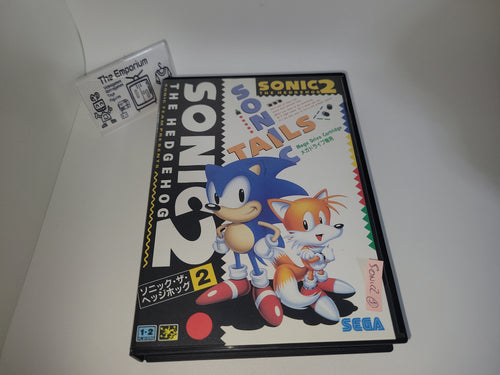 The Emporium
SONIC 2
THE HEDGEHOG
SONIC 2
THE HEDGEHOG
SONIC
TAILS
Mega Drive Cartridge
メガドライブ専用
ソニック・ザ・
ヘッジホッグ
2
1-2
SEGA